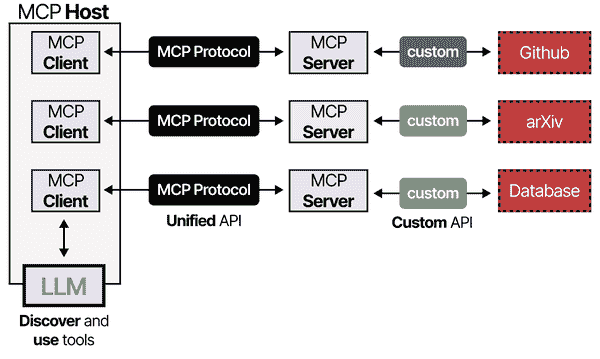 MCP Host
MCP
Client
MCP Protocol
MCP
Server
custom
Github
MCP
Client
MCP Protocol
MCP
Server
custom
arXiv
MCP
Client
MCP Protocol
MCP
Server
custom
Database
Unified API
Custom API
LLM
Discover and
use tools